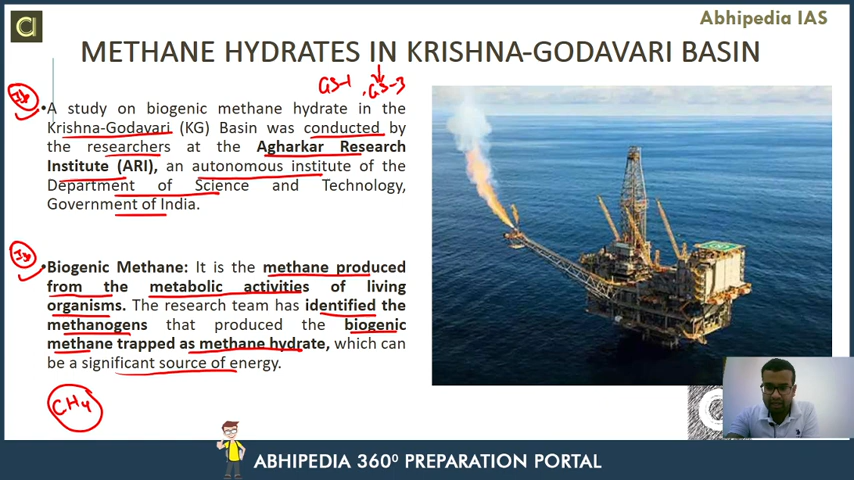 Abhipedia IAS
METHANE HYDRATES IN KRISHNA-GODAVARI BASIN
GS-1
GS-3
•A study on biogenic methane hydrate in the
Krishna-Godavari (KG) Basin was conducted by
the researchers at the Agharkar Research
Institute (ARI), an autonomous institute of the
Department of Science and Technology,
Government of India.
•Biogenic Methane: It is the methane produced
from the metabolic activities of living
organisms. The research team has identified the
methanogens that produced the biogenic
methane trapped as methane hydrate, which can
be a significant source of energy.
CH4
ABHIPEDIA 360⁰ PREPARATION PORTAL